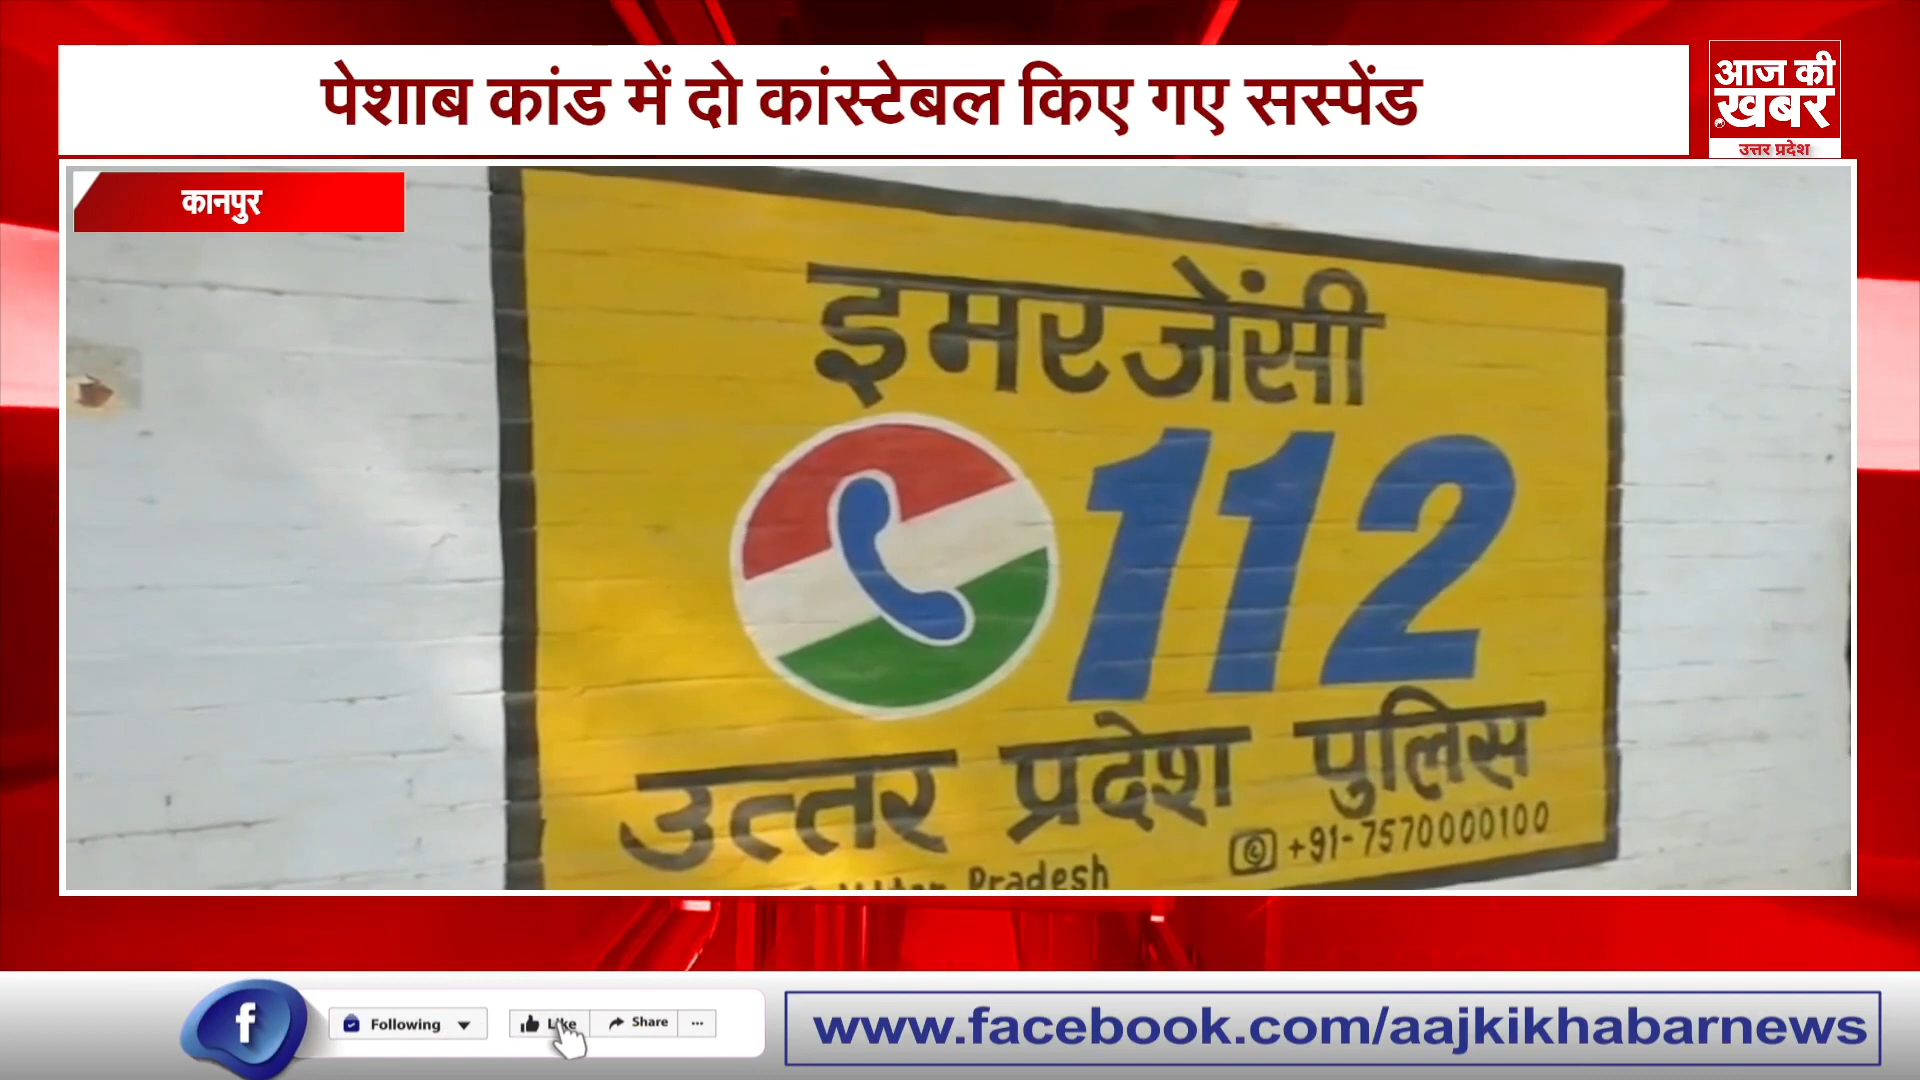 पेशाब कांड में दो कांस्टेबल किए गए सस्पेंड
आज की
ख़बर
उत्तर प्रदेश
कानपुर
इमरजेंसी
112
उत्तर प्रदेश पुलिस
+91-7570000100
Pradesh
f
Following
Like
Share
www.facebook.com/aajkikhabarnews